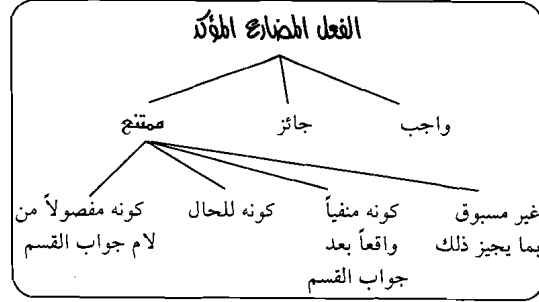 الفعل المضارع المؤكد
واجب
جائز
ممتنع
غير مسبوق
بما يجيز ذلك
كونه منفياً
واقعاً بعد
جواب القسم
كونه للحال
كونه مفصولاً من
لام جواب القسم